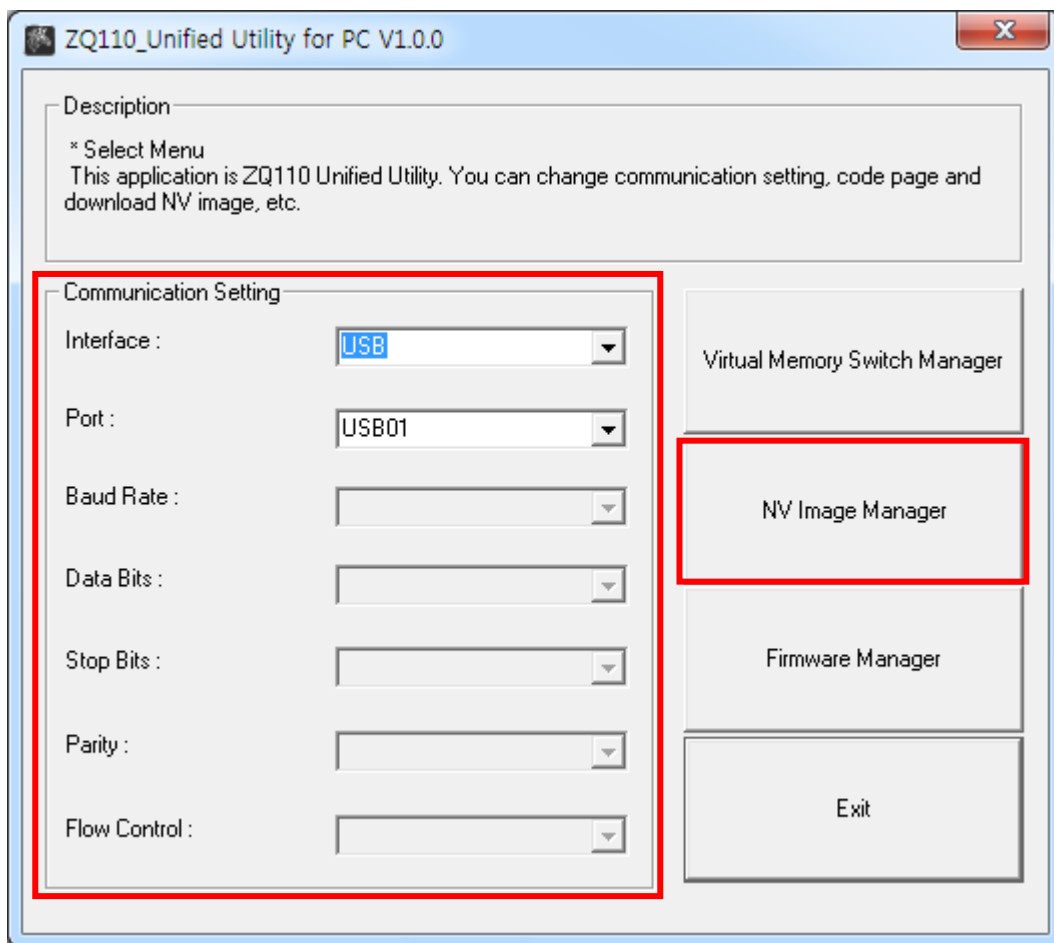 ZQ110_Unified Utility for PC V1.0.0
Description
* Select Menu
This application is ZQ110 Unified Utility. You can change communication setting, code page and
download NV image, etc.
Communication Setting
Interface :
USB
Port :
USB01
Baud Rate :
Data Bits :
Stop Bits :
Parity :
Flow Control :
Virtual Memory Switch Manager
NV Image Manager
Firmware Manager
Exit